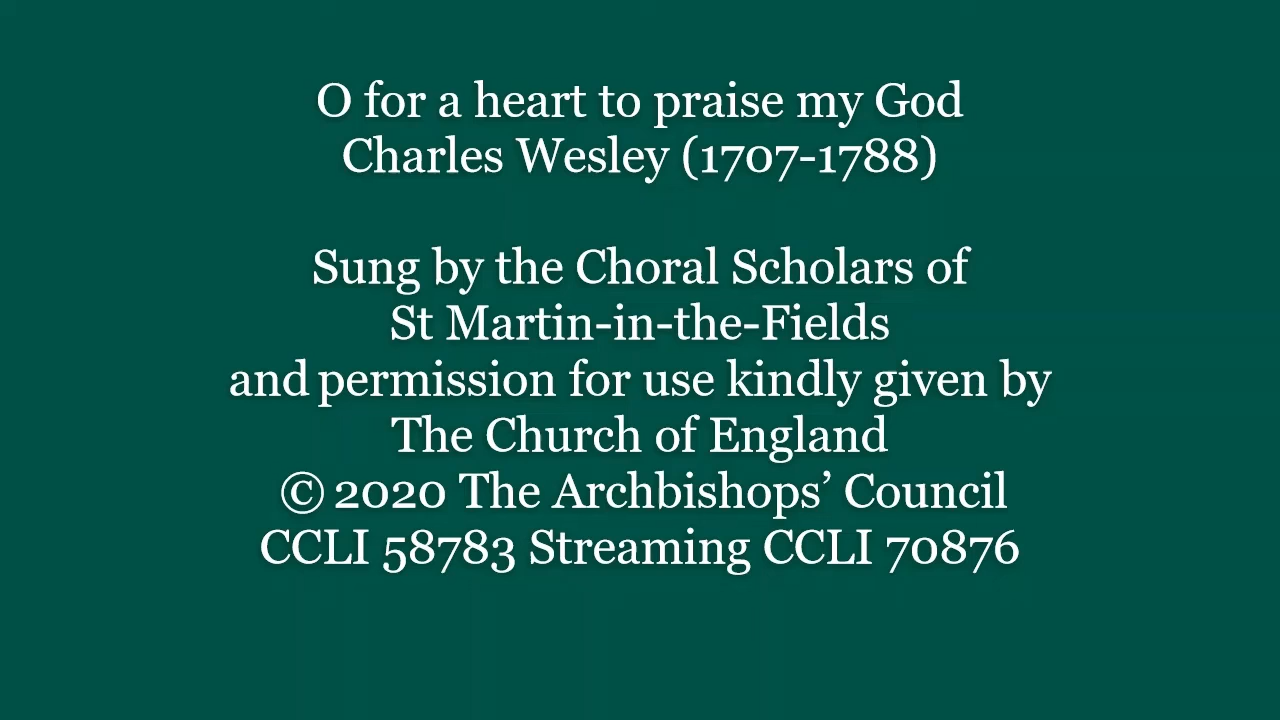 O for a heart to praise my God
Charles Wesley (1707-1788)
Sung by the Choral Scholars of
St Martin-in-the-Fields
and permission for use kindly given by
The Church of England
© 2020 The Archbishops’ Council
CCLI 58783 Streaming CCLI 70876